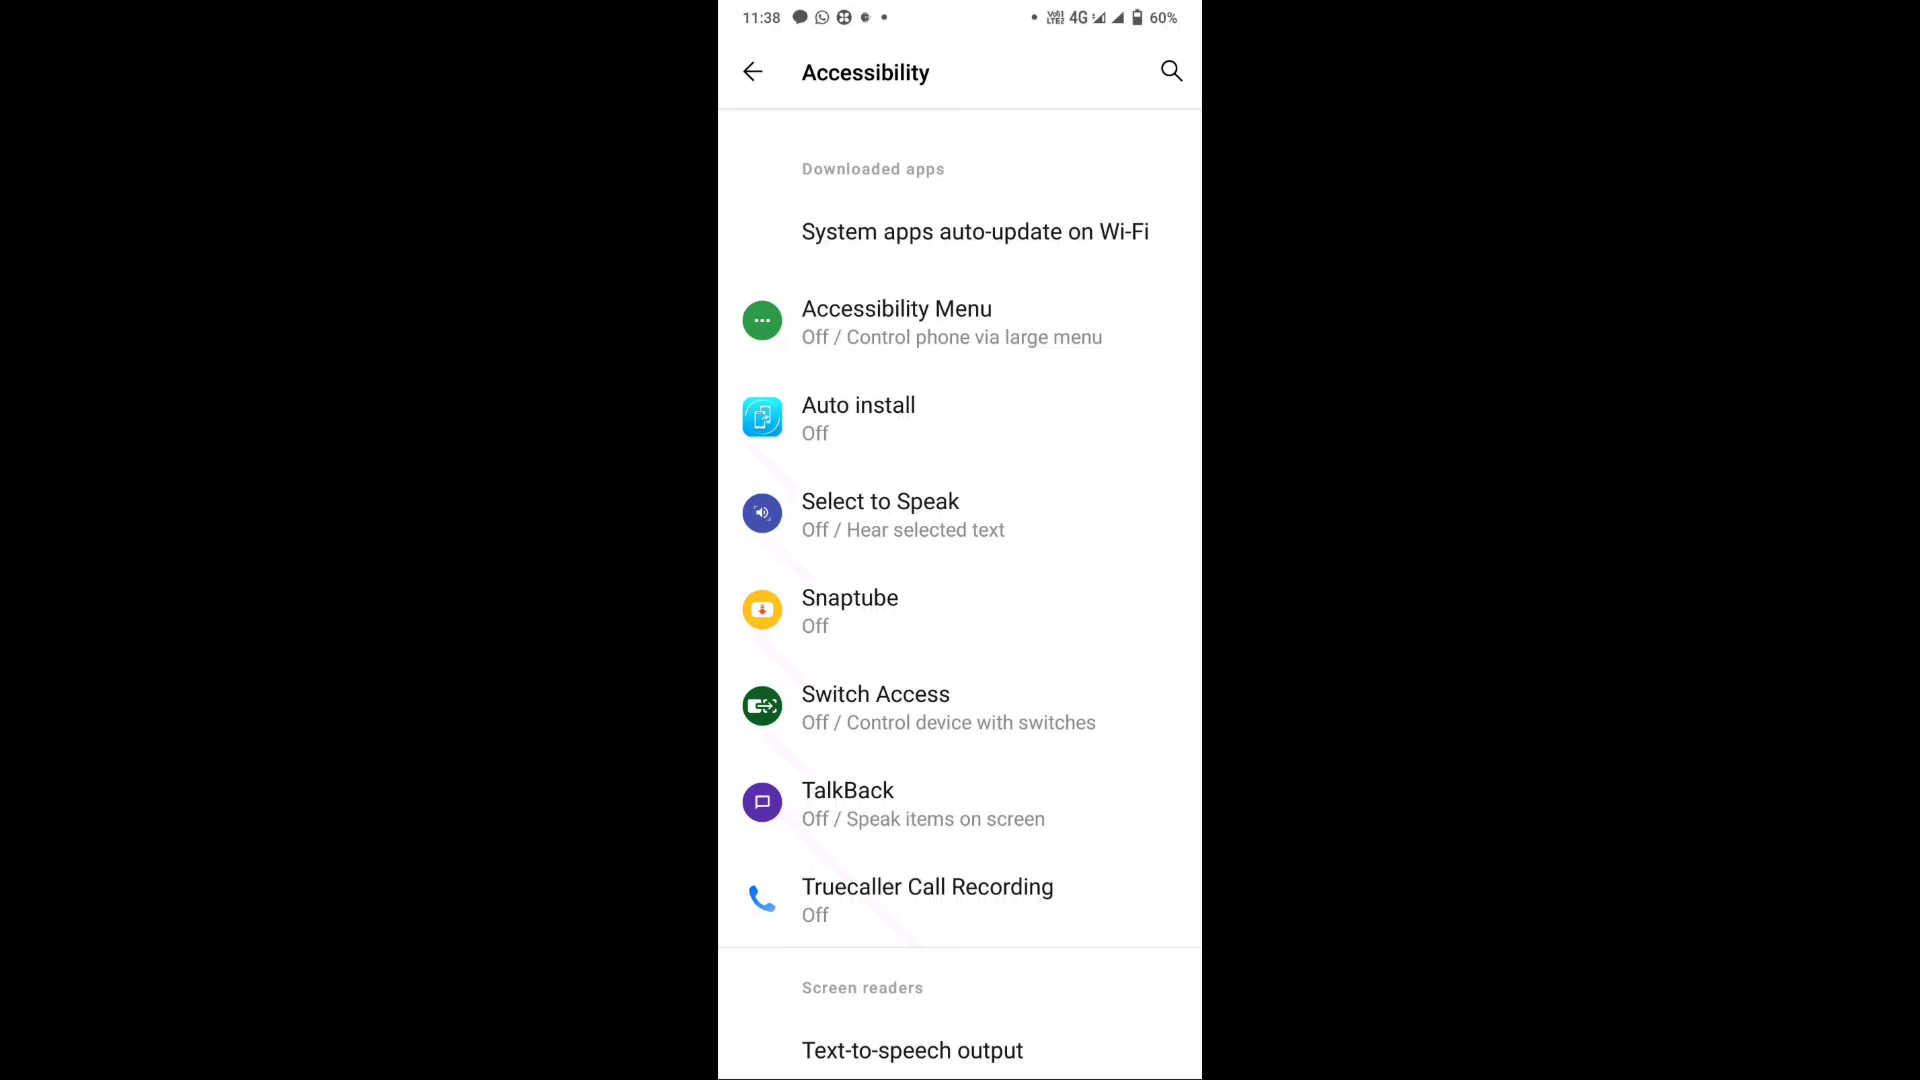 11:38 4G 60%
Accessibility
Downloaded apps
System apps auto-update on Wi-Fi
Accessibility Menu
Off / Control phone via large menu
Auto install
Off
Select to Speak
Off / Hear selected text
Snaptube
Off
Switch Access
Off / Control device with switches
TalkBack
Off / Speak items on screen
Truecaller Call Recording
Off
Screen readers
Text-to-speech output